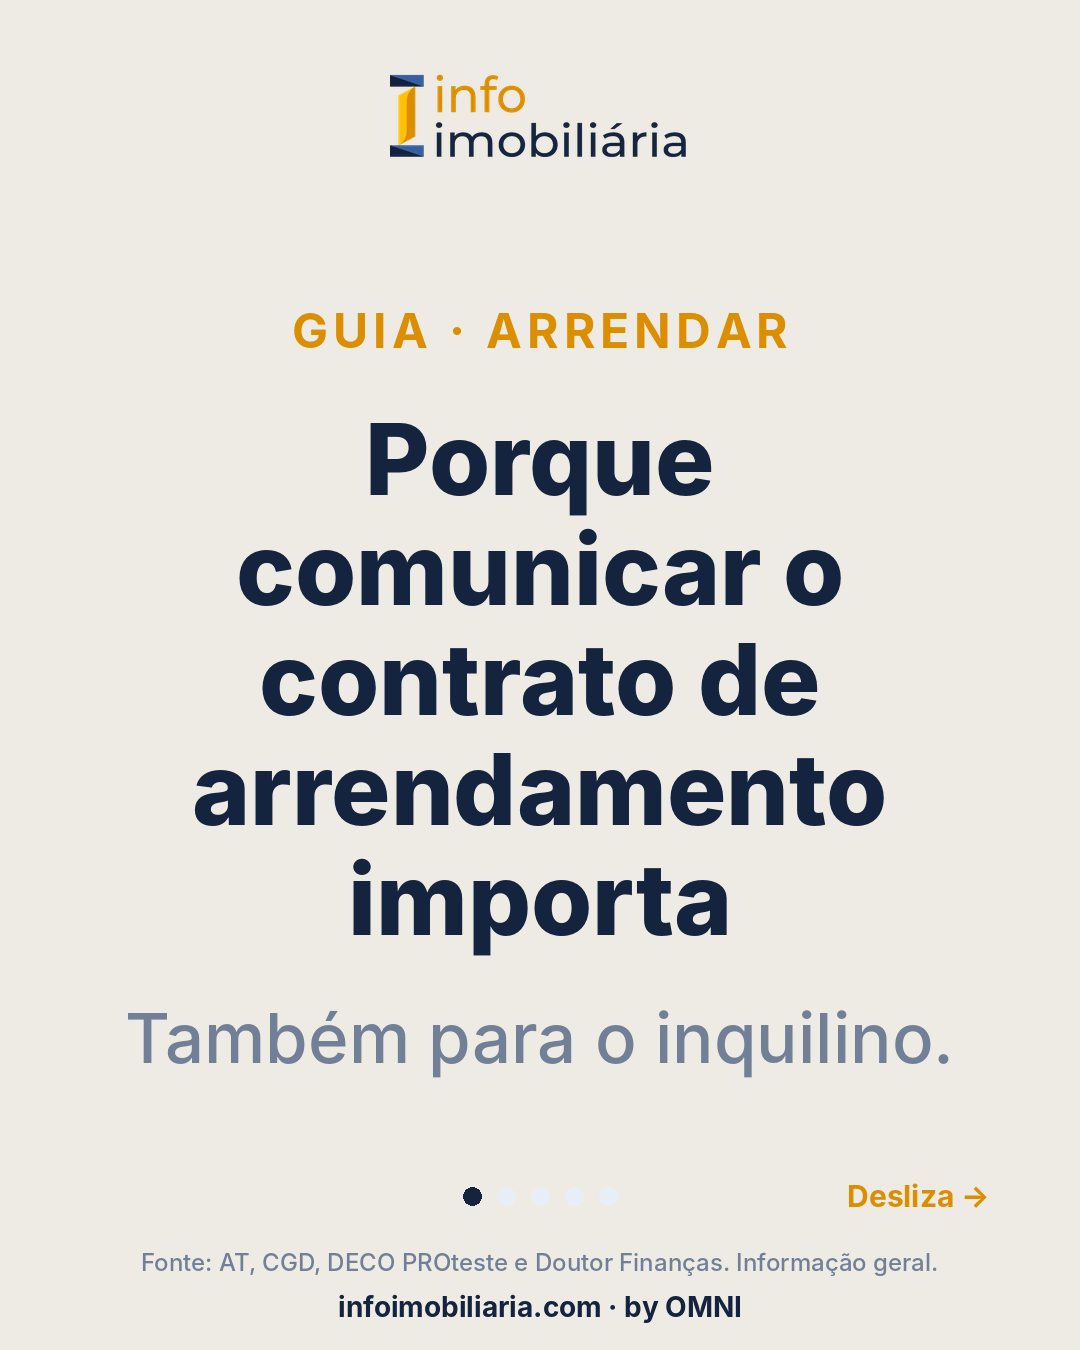 info
imobiliária
GUIA · ARRENDAR
Porque
comunicar o
contrato de
arrendamento
importa
Também para o inquilino.
Desliza →
Fonte: AT, CGD, DECO PROteste e Doutor Finanças. Informação geral.
infoimobiliaria.com · by OMNI